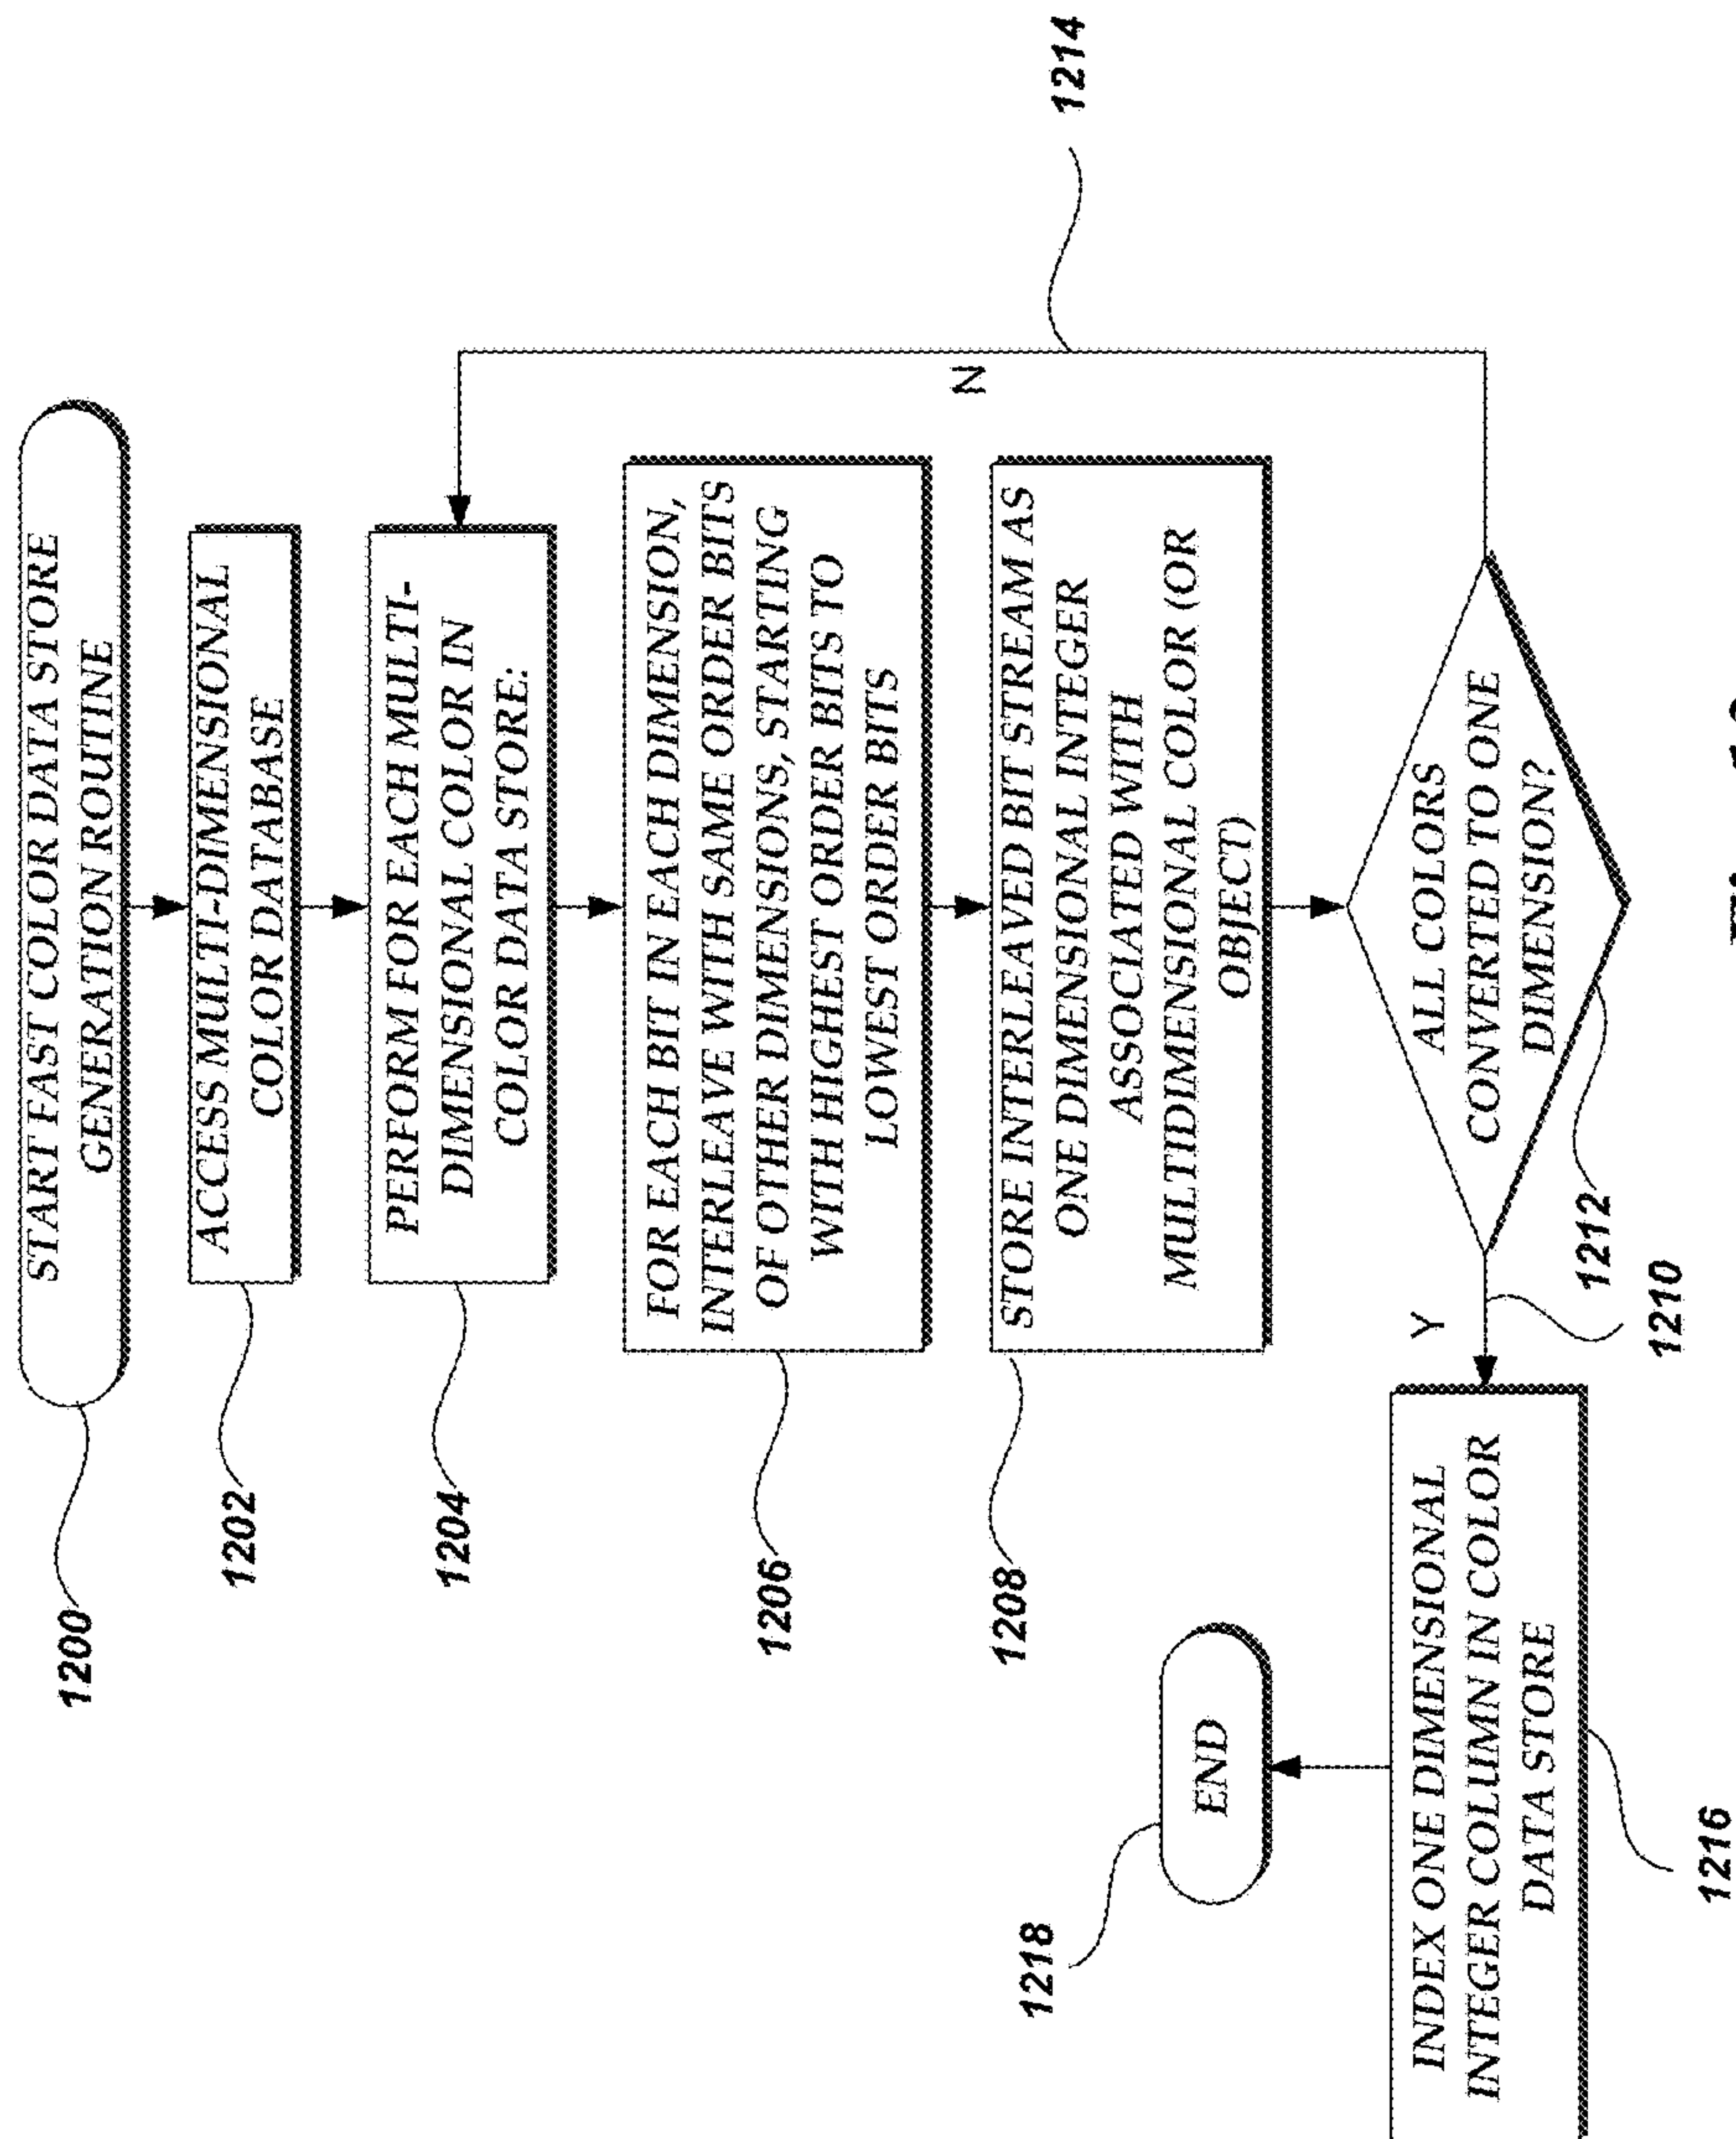 START FAST COLOR DATA STORE
GENERATION ROUTINE
1200
ACCESS MULTI-DIMENSIONAL
COLOR DATABASE
1202
PERFORM FOR EACH MULTI-
DIMENSIONAL COLOR IN
COLOR DATA STORE:
1204
FOR EACH BIT IN EACH DIMENSION,
INTERLEAVE WITH SAME ORDER BITS
OF OTHER DIMENSIONS, STARTING
WITH HIGHEST ORDER BITS TO
LOWEST ORDER BITS
1206
STORE INTERLEAVED BIT STREAM AS
ONE DIMENSIONAL INTEGER
ASSOCIATED WITH
MULTIDIMENSIONAL COLOR (OR
OBJECT)
1208
N
1214
ALL COLORS
CONVERTED TO ONE
DIMENSION?
1212
Y
1210
INDEX ONE DIMENSIONAL
INTEGER COLUMN IN COLOR
DATA STORE
1216
END
1218